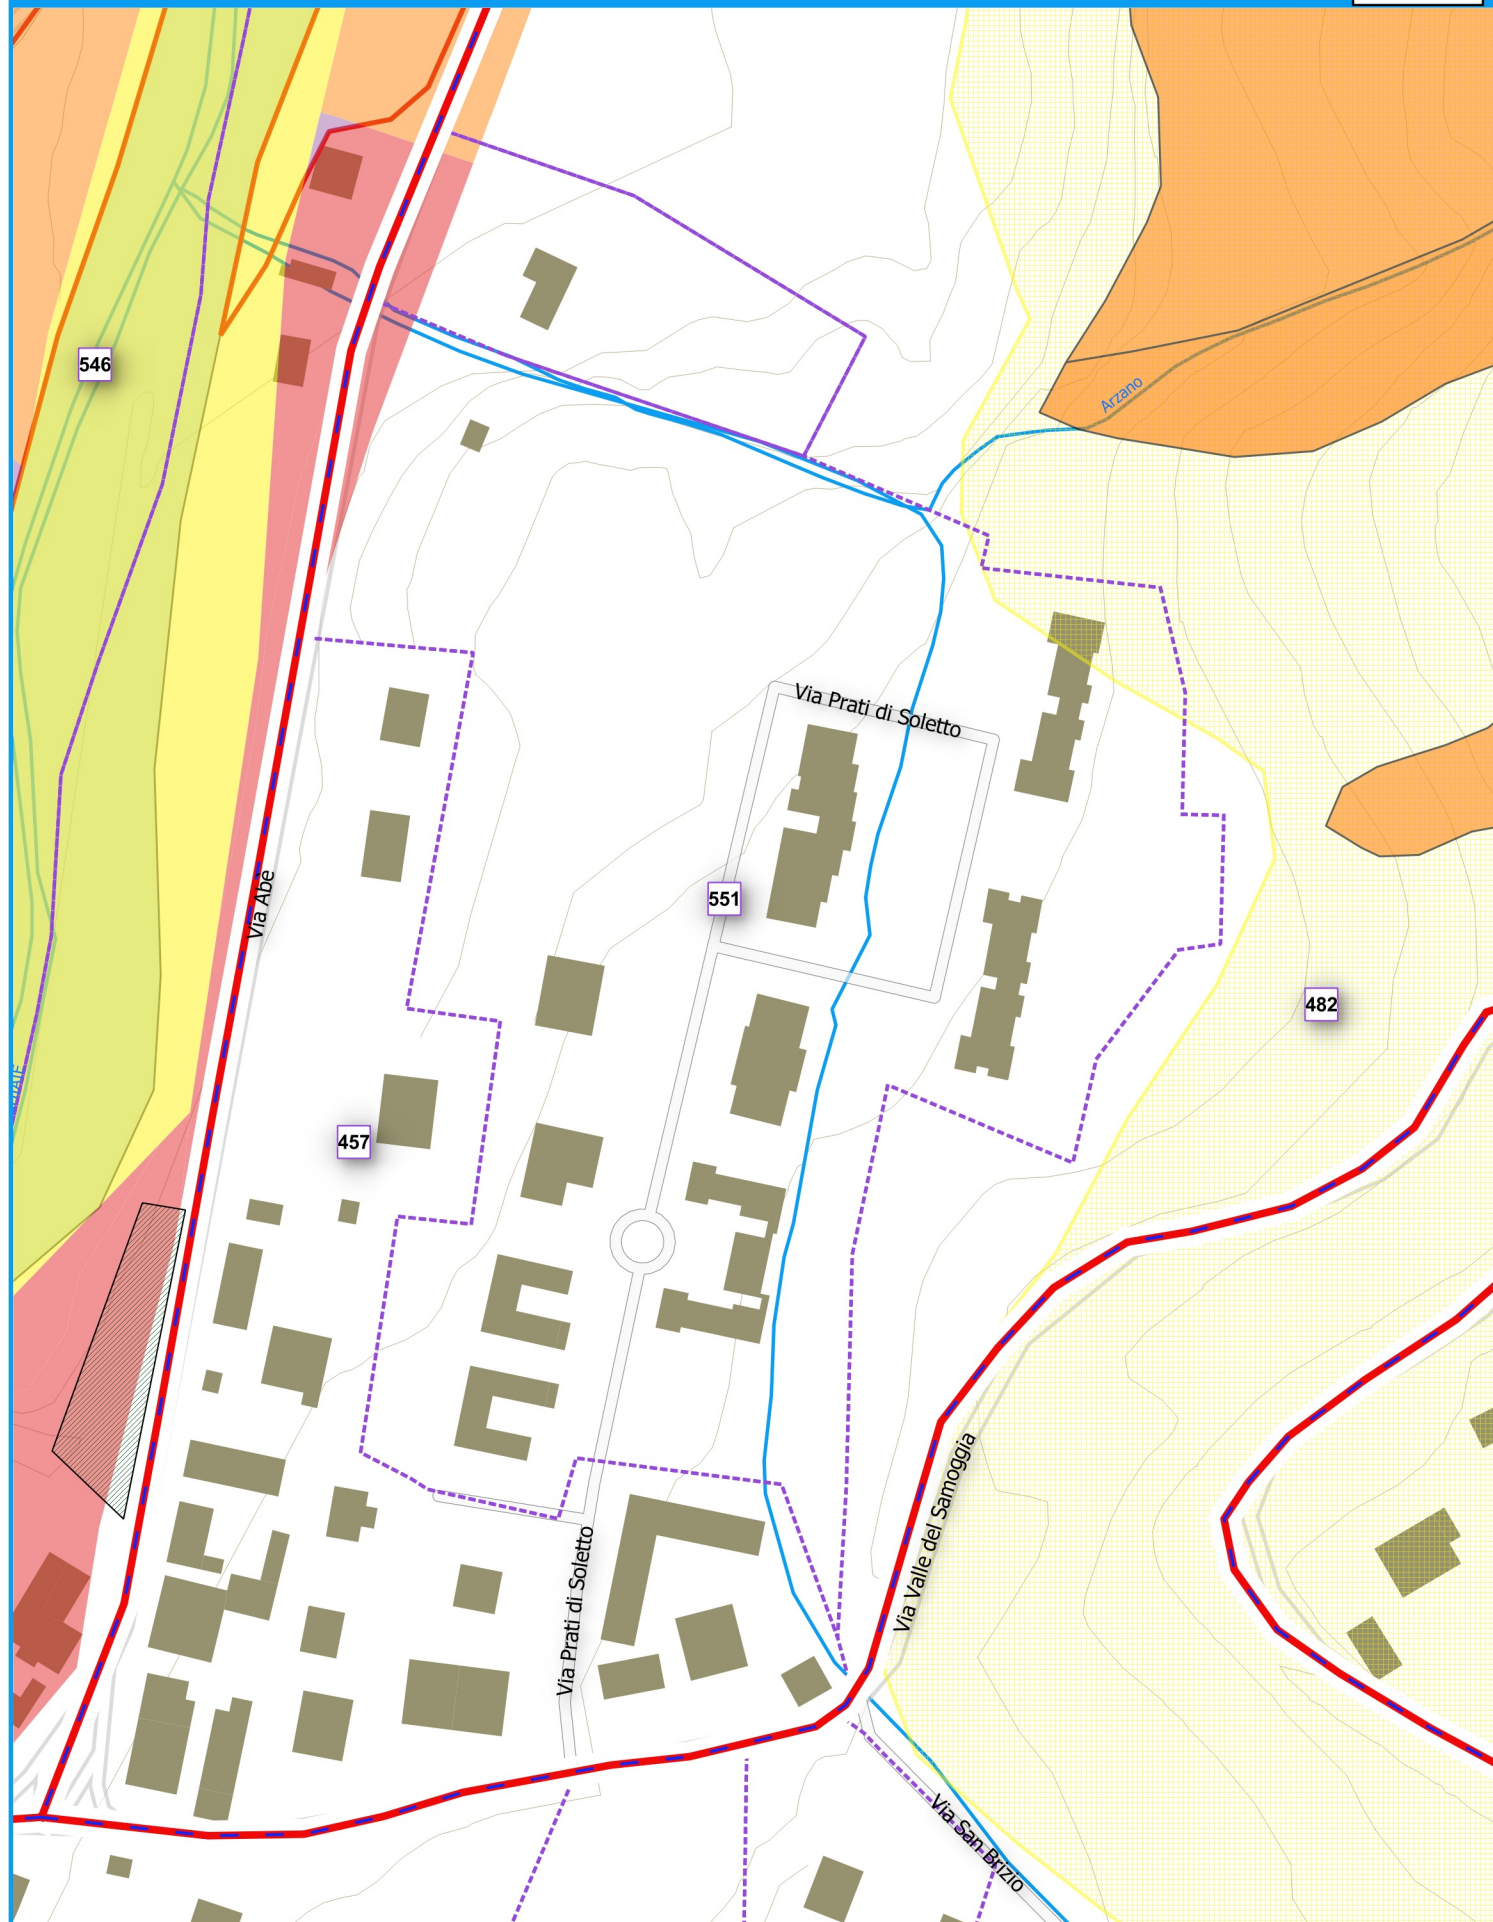 Arzano
546
Via Prati di Soletto
Via Abe
551
482
457
Via Valle del Samoggia
Via Prati di Soletto
Via San Brizio